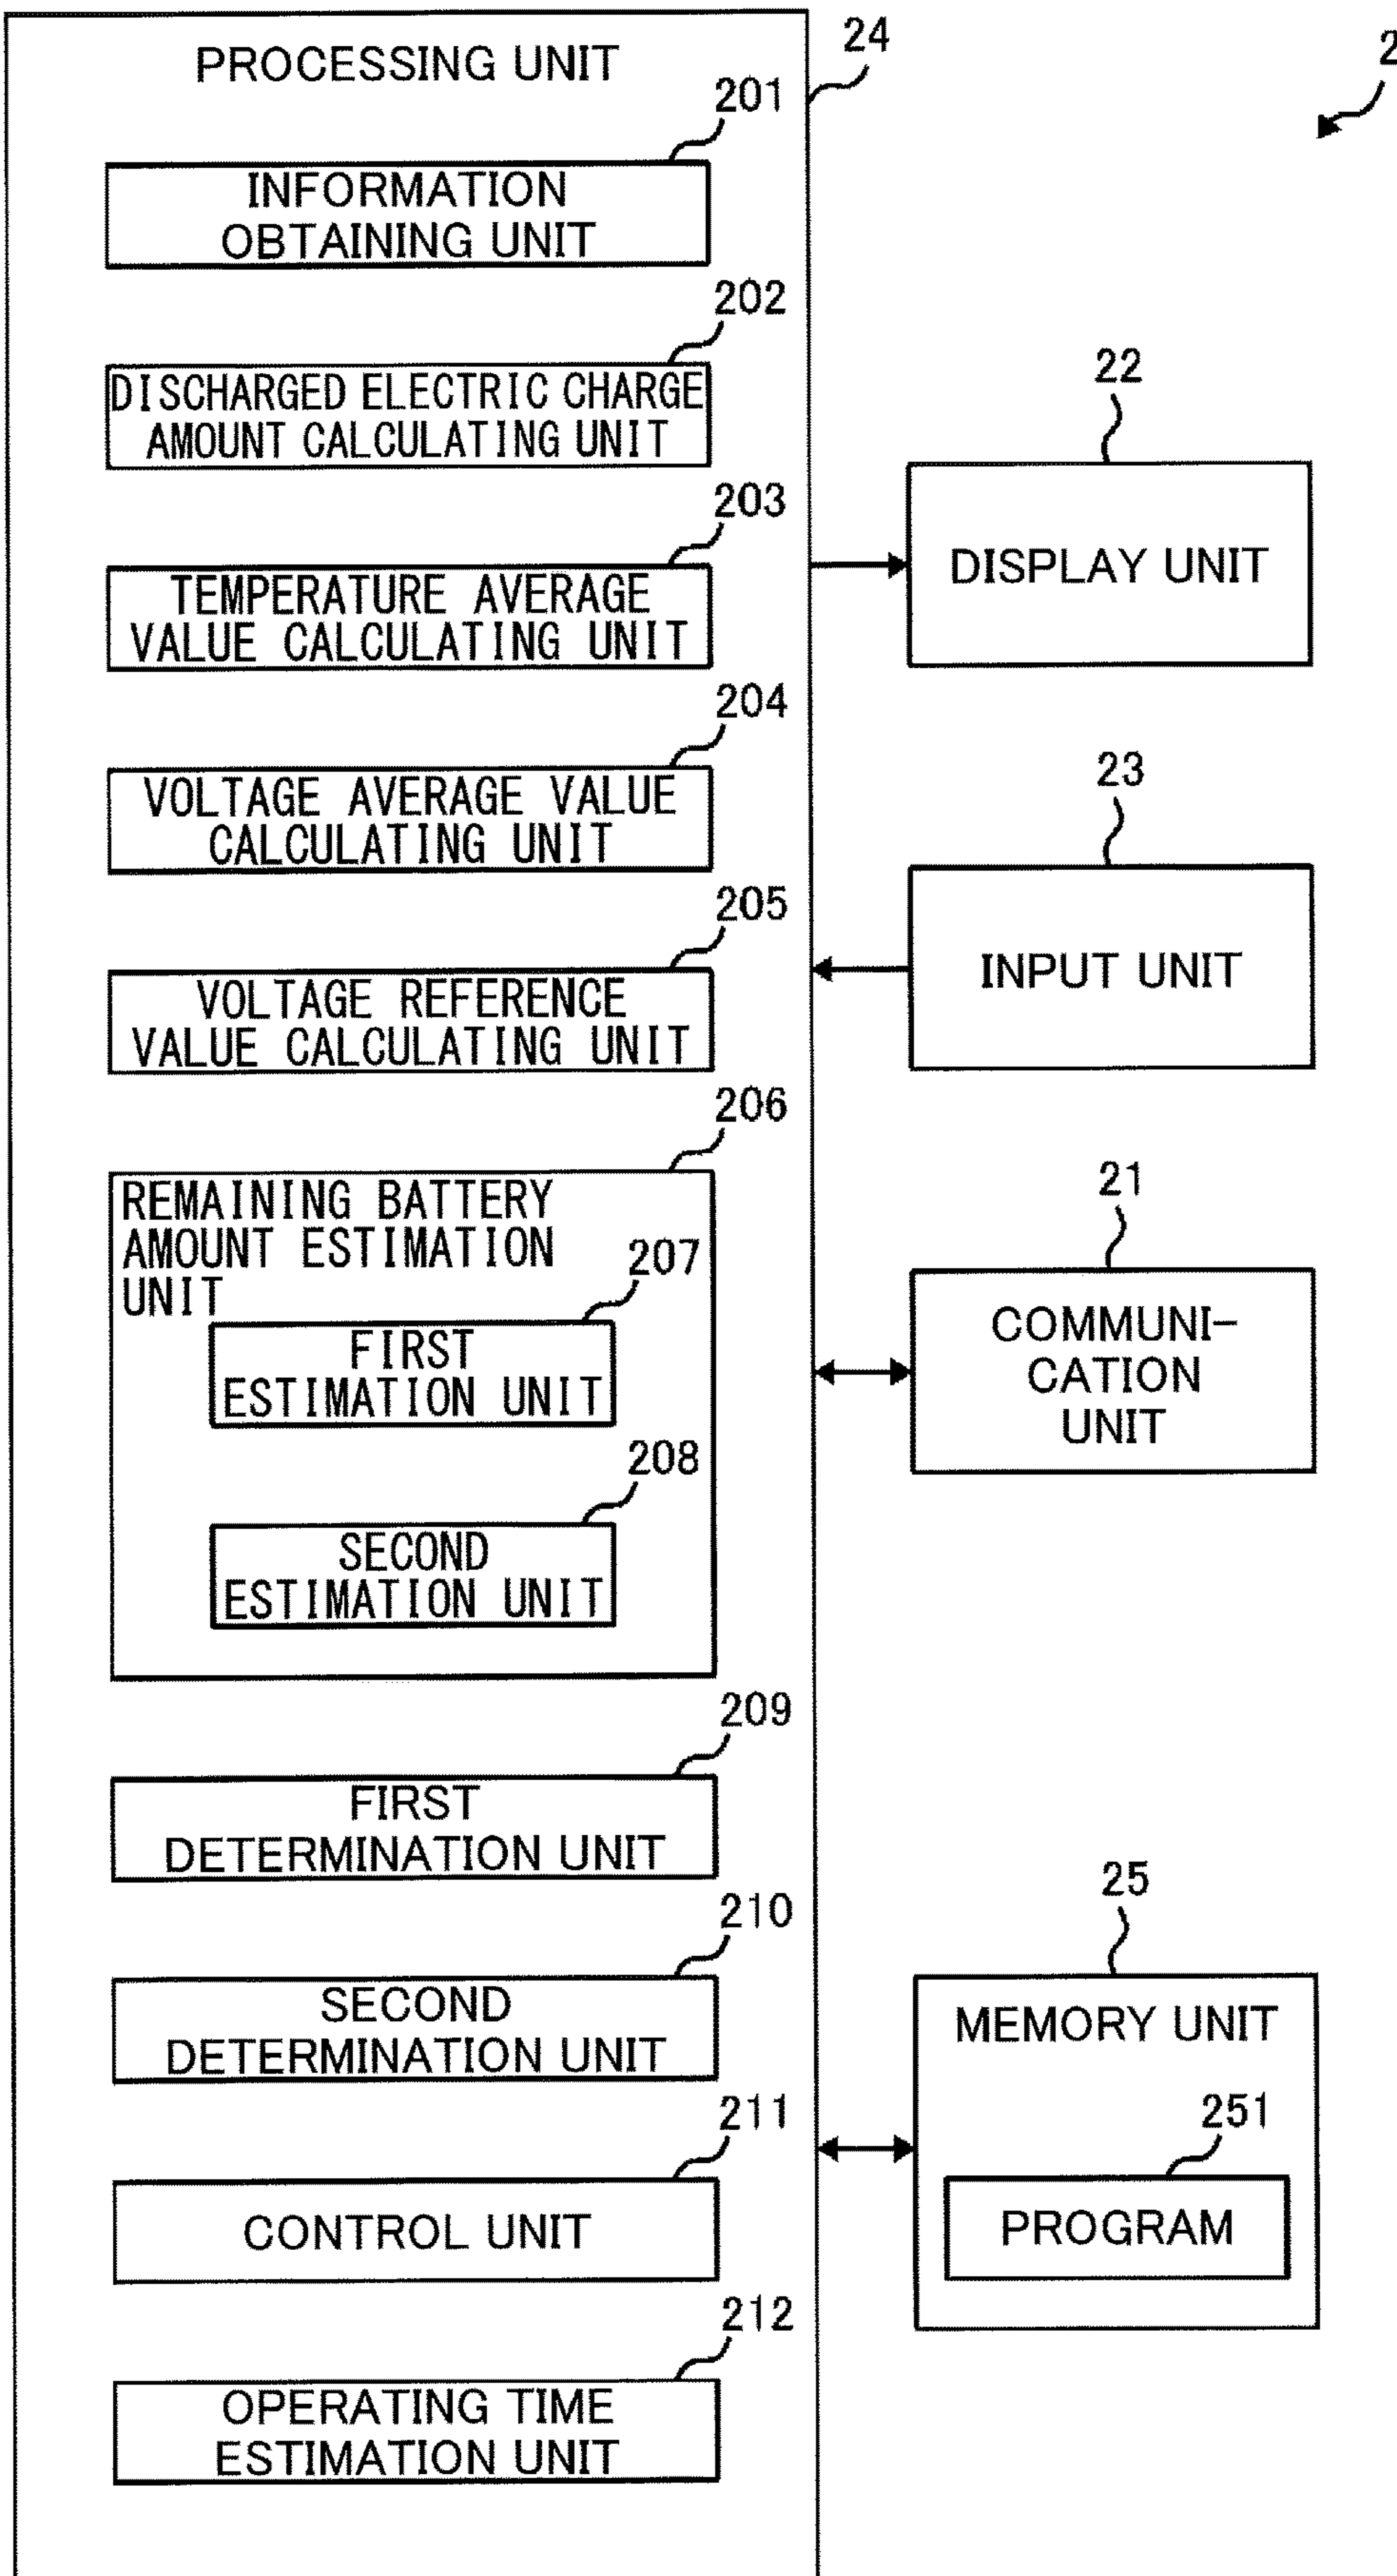 PROCESSING UNIT
24
2
201
INFORMATION
OBTAINING UNIT
202
DISCHARGED ELECTRIC CHARGE
AMOUNT CALCULATING UNIT
203
TEMPERATURE AVERAGE
VALUE CALCULATING UNIT
204
VOLTAGE AVERAGE VALUE
CALCULATING UNIT
205
VOLTAGE REFERENCE
VALUE CALCULATING UNIT
206
REMAINING BATTERY
AMOUNT ESTIMATION
UNIT
207
FIRST
ESTIMATION UNIT
208
SECOND
ESTIMATION UNIT
209
FIRST
DETERMINATION UNIT
210
SECOND
DETERMINATION UNIT
211
CONTROL UNIT
212
OPERATING TIME
ESTIMATION UNIT
22
DISPLAY UNIT
23
INPUT UNIT
21
COMMUNI-
CATION
UNIT
25
MEMORY UNIT
251
PROGRAM